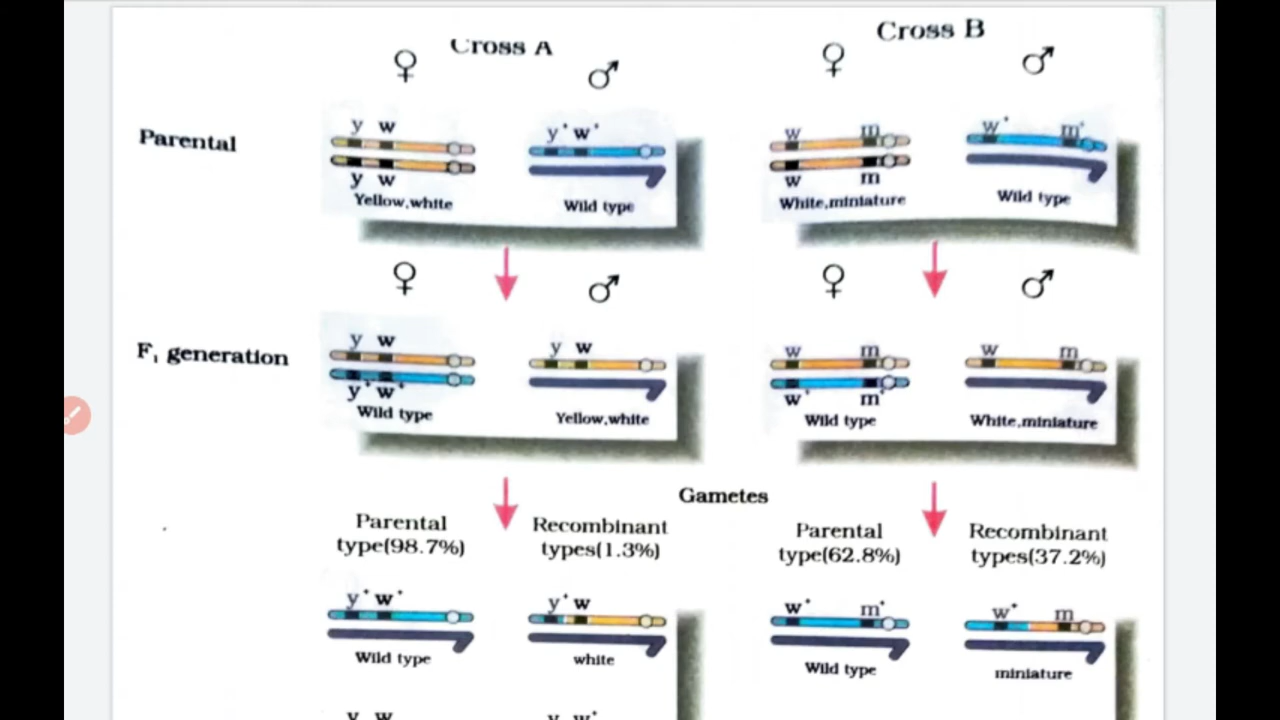 Cross A
Cross B
♀ ♂
♀ ♂
Parental
y w
y w
Yellow,white
y⁺ w⁺
Wild type
w m
w m
White,miniature
w⁺ m⁺
Wild type
♀ ♂
♀ ♂
F₁ generation
y w
y⁺ w⁺
Wild type
y w
Yellow,white
w m
w⁺ m⁺
Wild type
w m
White,miniature
Gametes
Parental
type(98.7%)
Recombinant
types(1.3%)
Parental
type(62.8%)
Recombinant
types(37.2%)
y⁺ w⁺
Wild type
y⁺ w
white
w⁺ m⁺
Wild type
w⁺ m
miniature
y w
y w⁺